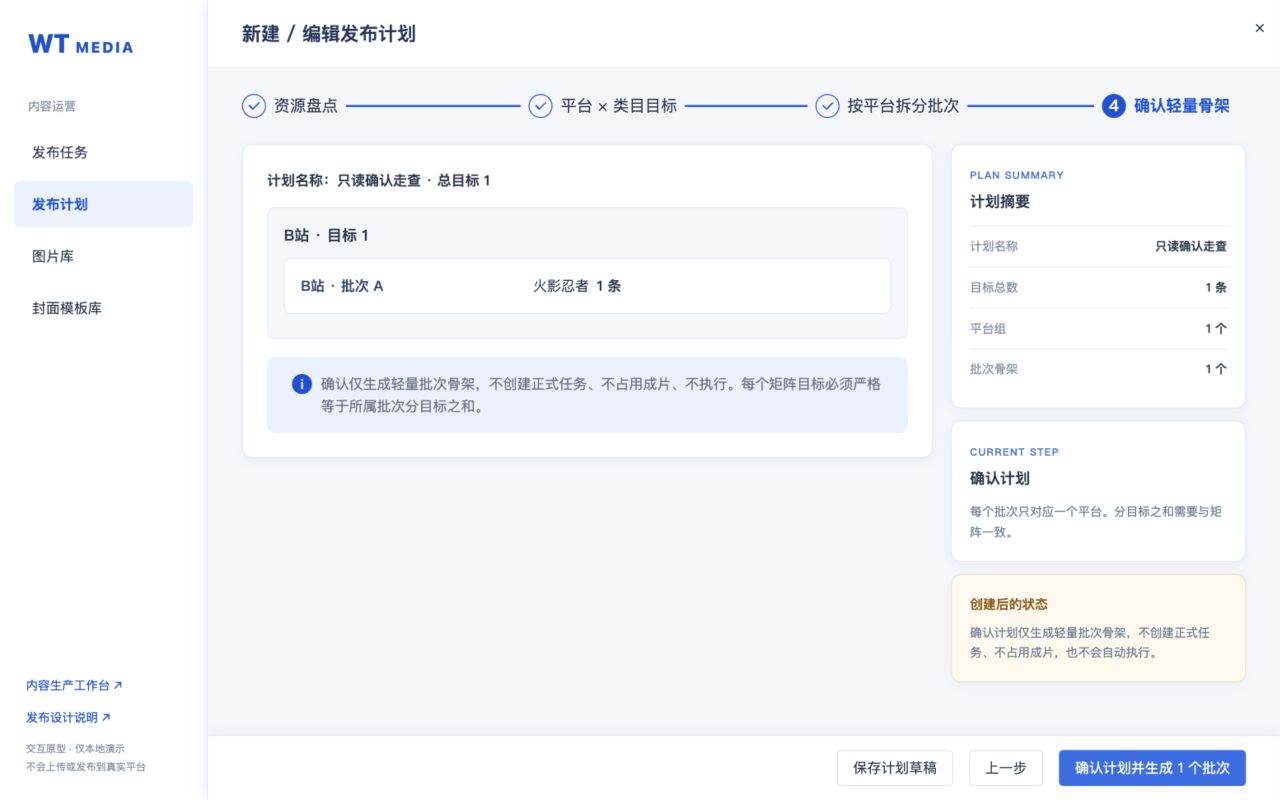 WT MEDIA
内容运营
发布任务
发布计划
图片库
封面模板库
内容生产工作台 ↗
发布设计说明 ↗
交互原型 · 仅本地演示
不会上传或发布到真实平台
新建 / 编辑发布计划
×
资源盘点
平台 × 类目目标
按平台拆分批次
4 确认轻量骨架
计划名称：只读确认走查 · 总目标 1
B站 · 目标 1
B站 · 批次 A 火影忍者 1 条
i 确认仅生成轻量批次骨架，不创建正式任务、不占用成片、不执行。每个矩阵目标必须严格
等于所属批次分目标之和。
PLAN SUMMARY
计划摘要
计划名称 只读确认走查
目标总数 1 条
平台组 1 个
批次骨架 1 个
CURRENT STEP
确认计划
每个批次只对应一个平台。分目标之和需要与矩
阵一致。
创建后的状态
确认计划仅生成轻量批次骨架，不创建正式任
务、不占用成片，也不会自动执行。
保存计划草稿
上一步
确认计划并生成 1 个批次